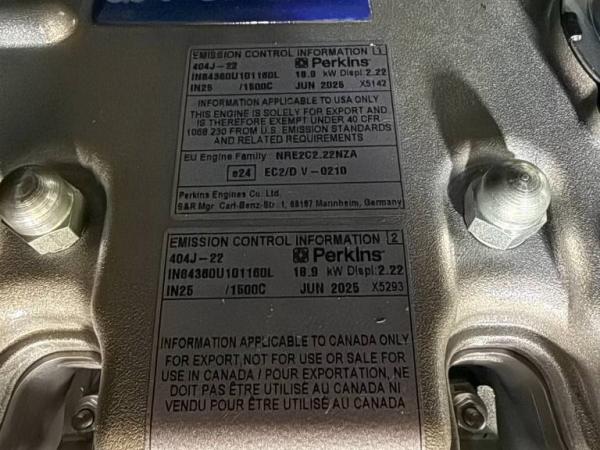 EMISSION CONTROL INFORMATION 1
404J-22 Perkins
IN84360U101160L 18.9 kW Displ:2.22
IN25 /1500C JUN 2025 X5142
INFORMATION APPLICABLE TO USA ONLY
THIS ENGINE IS SOLELY FOR EXPORT AND
IS THEREFORE EXEMPT UNDER 40 CFR
1068.230 FROM U.S. EMISSION STANDARDS
AND RELATED REQUIREMENTS
EU Engine Family NRE2C2.22NZA
e24 EC2/D V-0210
Perkins Engines Co. Ltd.
S&R Mgr. Carl-Benz-Str. 1, 68167 Mannheim, Germany
EMISSION CONTROL INFORMATION 2
404J-22 Perkins
IN84360U101160L 18.9 kW Displ:2.22
IN25 /1500C JUN 2025 X5293
INFORMATION APPLICABLE TO CANADA ONLY
FOR EXPORT,NOT FOR USE OR SALE FOR
USE IN CANADA / POUR EXPORTATION, NE
DOIT PAS ÊTRE UTILISÉ AU CANADA NI
VENDU POUR ÊTRE UTILISÉ AU CANADA